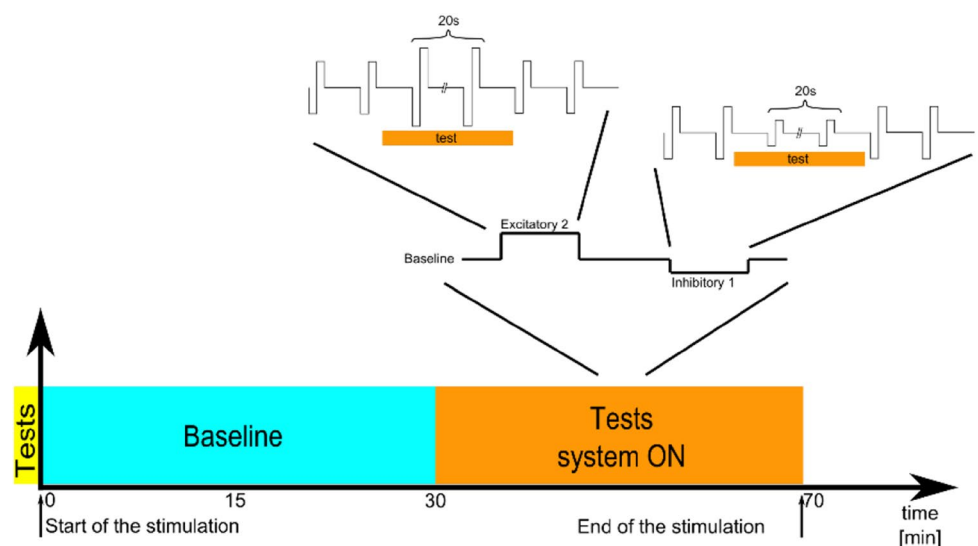 20s
test
20s
test
Excitatory 2
Baseline
Inhibitory 1
Tests
Baseline
Tests
system ON
0
15
30
70
time
[min]
Start of the stimulation
End of the stimulation